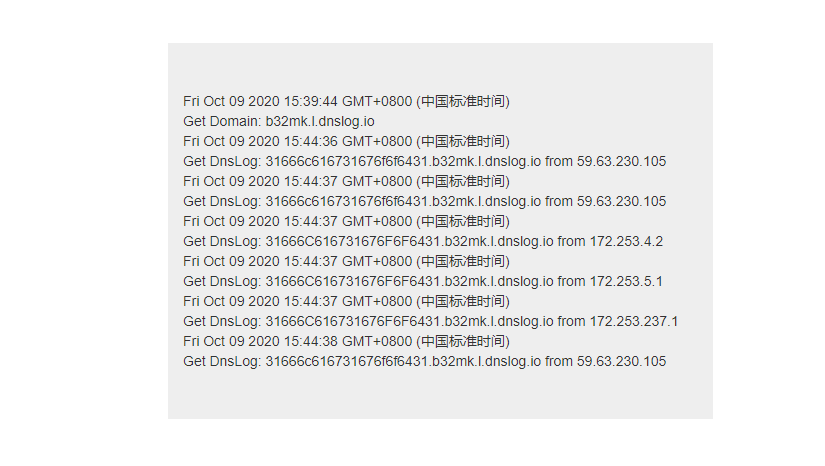 Fri Oct 09 2020 15:39:44 GMT+0800 (中国标准时间)
Get Domain: b32mk.l.dnslog.io
Fri Oct 09 2020 15:44:36 GMT+0800 (中国标准时间)
Get DnsLog: 31666c616731676f6f6431.b32mk.l.dnslog.io from 59.63.230.105
Fri Oct 09 2020 15:44:37 GMT+0800 (中国标准时间)
Get DnsLog: 31666c616731676f6f6431.b32mk.l.dnslog.io from 59.63.230.105
Fri Oct 09 2020 15:44:37 GMT+0800 (中国标准时间)
Get DnsLog: 31666C616731676F6F6431.b32mk.l.dnslog.io from 172.253.4.2
Fri Oct 09 2020 15:44:37 GMT+0800 (中国标准时间)
Get DnsLog: 31666C616731676F6F6431.b32mk.l.dnslog.io from 172.253.5.1
Fri Oct 09 2020 15:44:37 GMT+0800 (中国标准时间)
Get DnsLog: 31666C616731676F6F6431.b32mk.l.dnslog.io from 172.253.237.1
Fri Oct 09 2020 15:44:38 GMT+0800 (中国标准时间)
Get DnsLog: 31666c616731676f6f6431.b32mk.l.dnslog.io from 59.63.230.105